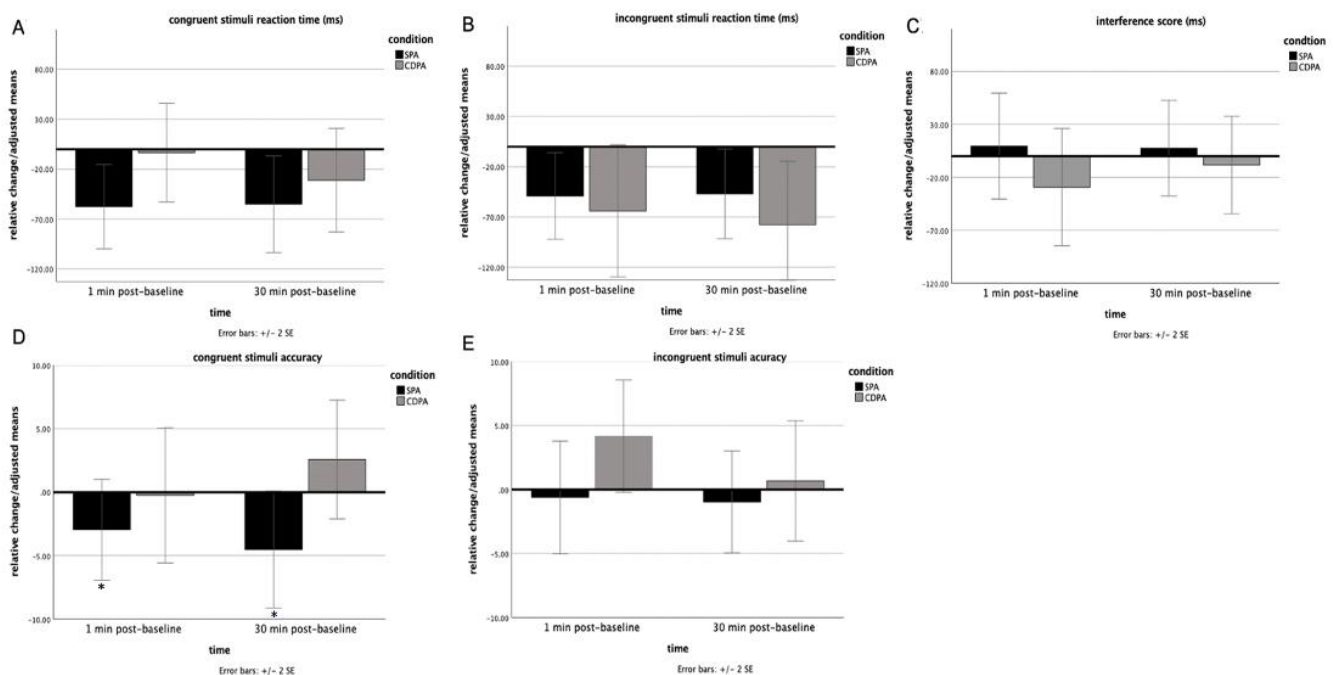 A
congruent stimuli reaction time (ms)
relative change/adjusted means
80.00
30.00
-20.00
-70.00
-120.00
1 min post-baseline
30 min post-baseline
time
Error bars: +/- 2 SE
condition
SPA
CDPA
B
incongruent stimuli reaction time (ms)
relative change/adjusted means
80.00
30.00
-20.00
-70.00
-120.00
1 min post-baseline
30 min post-baseline
time
Error bars: +/- 2 SE
condition
SPA
CDPA
C
interference score (ms)
relative change/adjusted means
80.00
30.00
-20.00
-70.00
-120.00
1 min post-baseline
30 min post-baseline
time
Error bars: +/- 2 SE
condtion
SPA
CDPA
D
congruent stimuli accuracy
relative change/adjusted means
10.00
5.00
.00
-5.00
-10.00
*
*
1 min post-baseline
30 min post-baseline
time
Error bars: +/- 2 SE
condition
SPA
CDPA
E
incongruent stimuli acuracy
relative change/adjusted means
10.00
5.00
.00
-5.00
-10.00
1 min post-baseline
30 min post-baseline
time
Error bars: +/- 2 SE
condition
SPA
CDPA